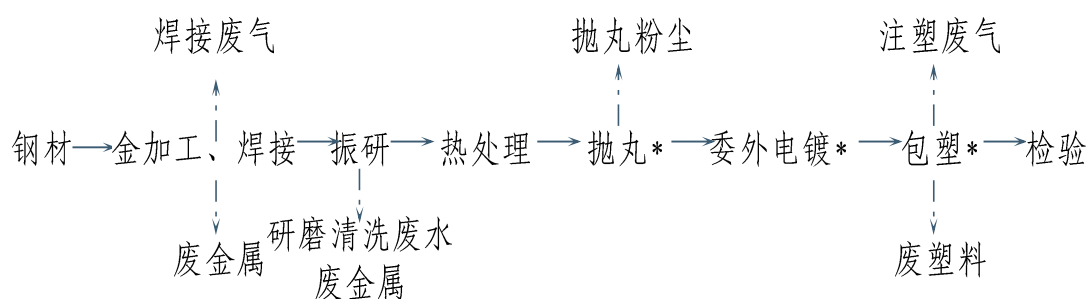 焊接废气
抛丸粉尘
注塑废气
钢材
金加工、焊接
振研
热处理
抛丸*
委外电镀*
包塑*
检验
废金属
研磨清洗废水
废金属
废塑料